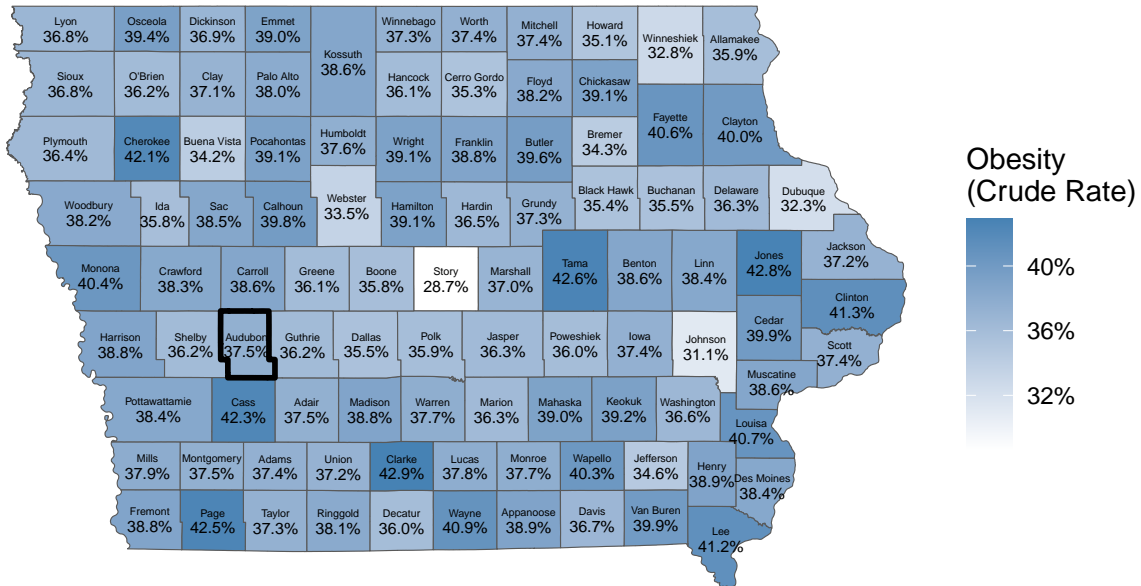 Lyon
36.8%
Osceola
39.4%
Dickinson
36.9%
Emmet
39.0%
Kossuth
38.6%
Winnebago
37.3%
Worth
37.4%
Mitchell
37.4%
Howard
35.1%
Winneshiek
32.8%
Allamakee
35.9%
Sioux
36.8%
O'Brien
36.2%
Clay
37.1%
Palo Alto
38.0%
Hancock
36.1%
Cerro Gordo
35.3%
Floyd
38.2%
Chickasaw
39.1%
Fayette
40.6%
Clayton
40.0%
Plymouth
36.4%
Cherokee
42.1%
Buena Vista
34.2%
Pocahontas
39.1%
Humboldt
37.6%
Wright
39.1%
Franklin
38.8%
Butler
39.6%
Bremer
34.3%
Woodbury
38.2%
Ida
35.8%
Sac
38.5%
Calhoun
39.8%
Webster
33.5%
Hamilton
39.1%
Hardin
36.5%
Grundy
37.3%
Black Hawk
35.4%
Buchanan
35.5%
Delaware
36.3%
Dubuque
32.3%
Monona
40.4%
Crawford
38.3%
Carroll
38.6%
Greene
36.1%
Boone
35.8%
Story
28.7%
Marshall
37.0%
Tama
42.6%
Benton
38.6%
Linn
38.4%
Jones
42.8%
Jackson
37.2%
Clinton
41.3%
Harrison
38.8%
Shelby
36.2%
Audubon
37.5%
Guthrie
36.2%
Dallas
35.5%
Polk
35.9%
Jasper
36.3%
Poweshiek
36.0%
Iowa
37.4%
Johnson
31.1%
Cedar
39.9%
Scott
37.4%
Muscatine
38.6%
Pottawattamie
38.4%
Cass
42.3%
Adair
37.5%
Madison
38.8%
Warren
37.7%
Marion
36.3%
Mahaska
39.0%
Keokuk
39.2%
Washington
36.6%
Louisa
40.7%
Mills
37.9%
Montgomery
37.5%
Adams
37.4%
Union
37.2%
Clarke
42.9%
Lucas
37.8%
Monroe
37.7%
Wapello
40.3%
Jefferson
34.6%
Henry
38.9%
Des Moines
38.4%
Fremont
38.8%
Page
42.5%
Taylor
37.3%
Ringgold
38.1%
Decatur
36.0%
Wayne
40.9%
Appanoose
38.9%
Davis
36.7%
Van Buren
39.9%
Lee
41.2%
Obesity
(Crude Rate)
40%
36%
32%